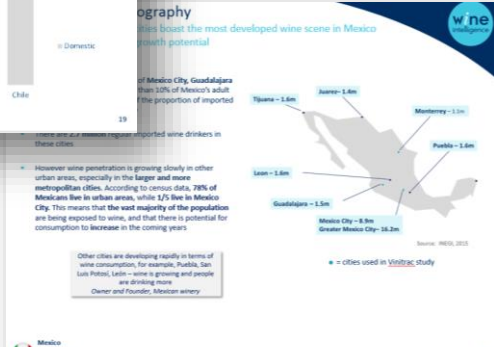 ography
ities boast the most developed wine scene in Mexico
rowth potential
wine
intelligence
Domestic
Chile
19
of Mexico City, Guadalajara
than 10% of Mexico's adult
f the proportion of imported
There are 2.7 million regular imported wine drinkers in
these cities
However wine penetration is growing slowly in other
urban areas, especially in the larger and more
metropolitan cities. According to census data, 78% of
Mexicans live in urban areas, while 1/5 live in Mexico
City. This means that the vast majority of the population
are being exposed to wine, and that there is potential for
consumption to increase in the coming years
Other cities are developing rapidly in terms of
wine consumption, for example, Puebla, San
Luis Potosí, León – wine is growing and people
are drinking more
Owner and Founder, Mexican winery
Juarez– 1.4m
Tijuana – 1.6m
Monterrey – 1.1m
Puebla – 1.6m
Leon – 1.6m
Guadalajara – 1.5m
Mexico City – 8.9m
Greater Mexico City– 16.2m
Source: INEGI, 2015
= cities used in Vinitrac study
Mexico